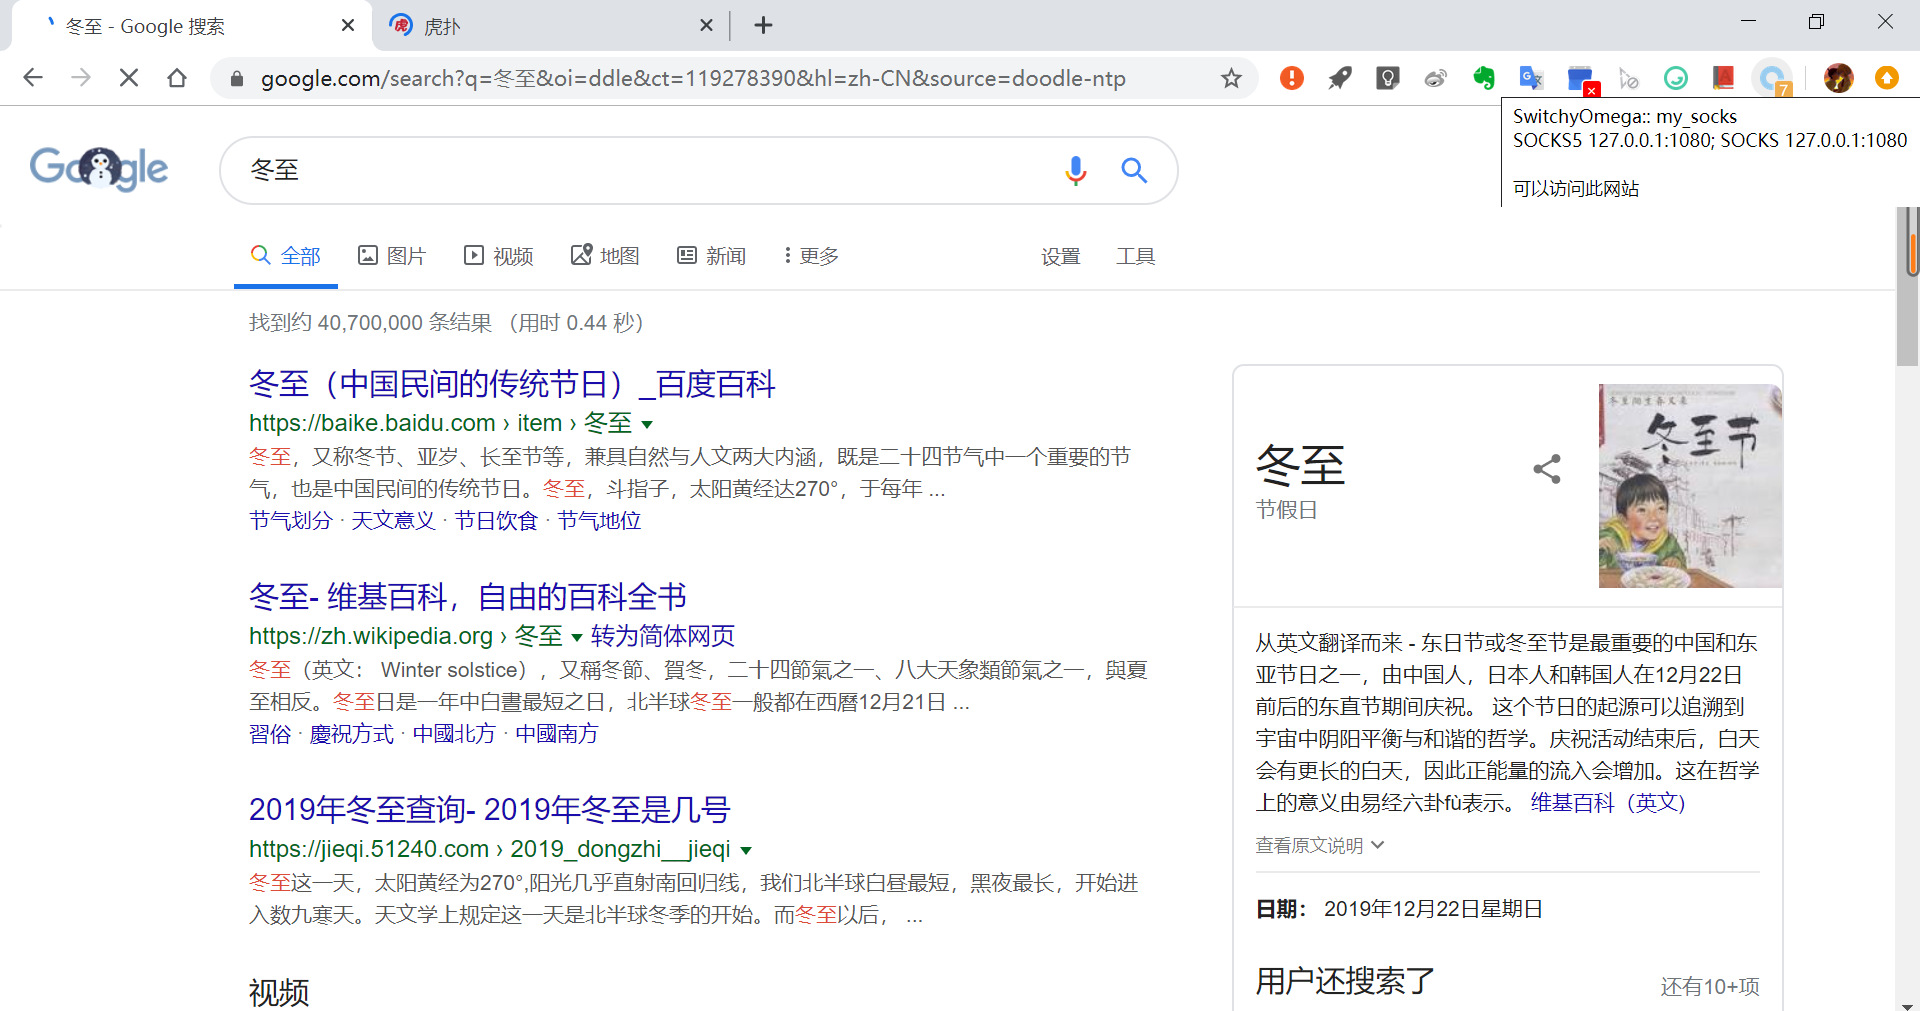 冬至 - Google 搜索
虎扑
google.com/search?q=冬至&oi=ddle&ct=119278390&hl=zh-CN&source=doodle-ntp
7
SwitchyOmega:: my_socks
SOCKS5 127.0.0.1:1080; SOCKS 127.0.0.1:1080
可以访问此网站
Google
冬至
全部 图片 视频 地图 新闻 更多 设置 工具
找到约 40,700,000 条结果 （用时 0.44 秒）
冬至（中国民间的传统节日）_百度百科
https://baike.baidu.com › item › 冬至
冬至，又称冬节、亚岁、长至节等，兼具自然与人文两大内涵，既是二十四节气中一个重要的节
气，也是中国民间的传统节日。冬至，斗指子，太阳黄经达270°，于每年 ...
节气划分 · 天文意义 · 节日饮食 · 节气地位
冬至- 维基百科，自由的百科全书
https://zh.wikipedia.org › 冬至 转为简体网页
冬至（英文： Winter solstice），又稱冬節、賀冬，二十四節氣之一、八大天象類節氣之一，與夏
至相反。冬至日是一年中白晝最短之日，北半球冬至一般都在西曆12月21日 ...
習俗 · 慶祝方式 · 中國北方 · 中國南方
2019年冬至查询- 2019年冬至是几号
https://jieqi.51240.com › 2019_dongzhi__jieqi
冬至这一天，太阳黄经为270°,阳光几乎直射南回归线，我们北半球白昼最短，黑夜最长，开始进
入数九寒天。天文学上规定这一天是北半球冬季的开始。而冬至以后， ...
视频
冬至
节假日
冬至节
从英文翻译而来 - 东日节或冬至节是最重要的中国和东
亚节日之一，由中国人，日本人和韩国人在12月22日
前后的东直节期间庆祝。 这个节日的起源可以追溯到
宇宙中阴阳平衡与和谐的哲学。庆祝活动结束后，白天
会有更长的白天，因此正能量的流入会增加。这在哲学
上的意义由易经六卦fù表示。 维基百科（英文）
查看原文说明
日期： 2019年12月22日星期日
用户还搜索了
还有10+项